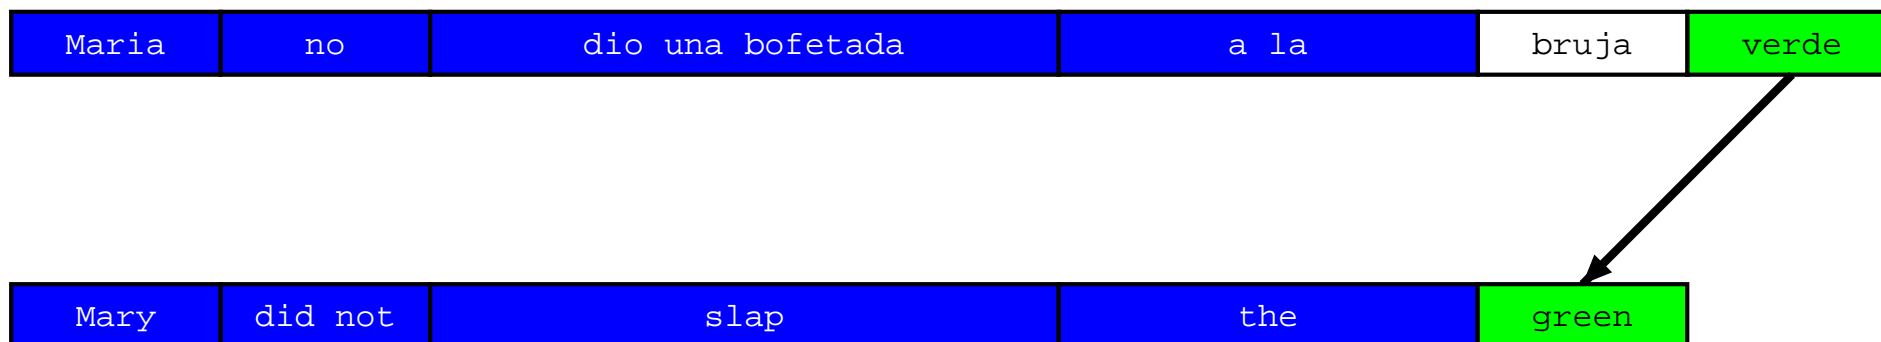 Maria no dio una bofetada a la bruja verde
Mary did not slap the green